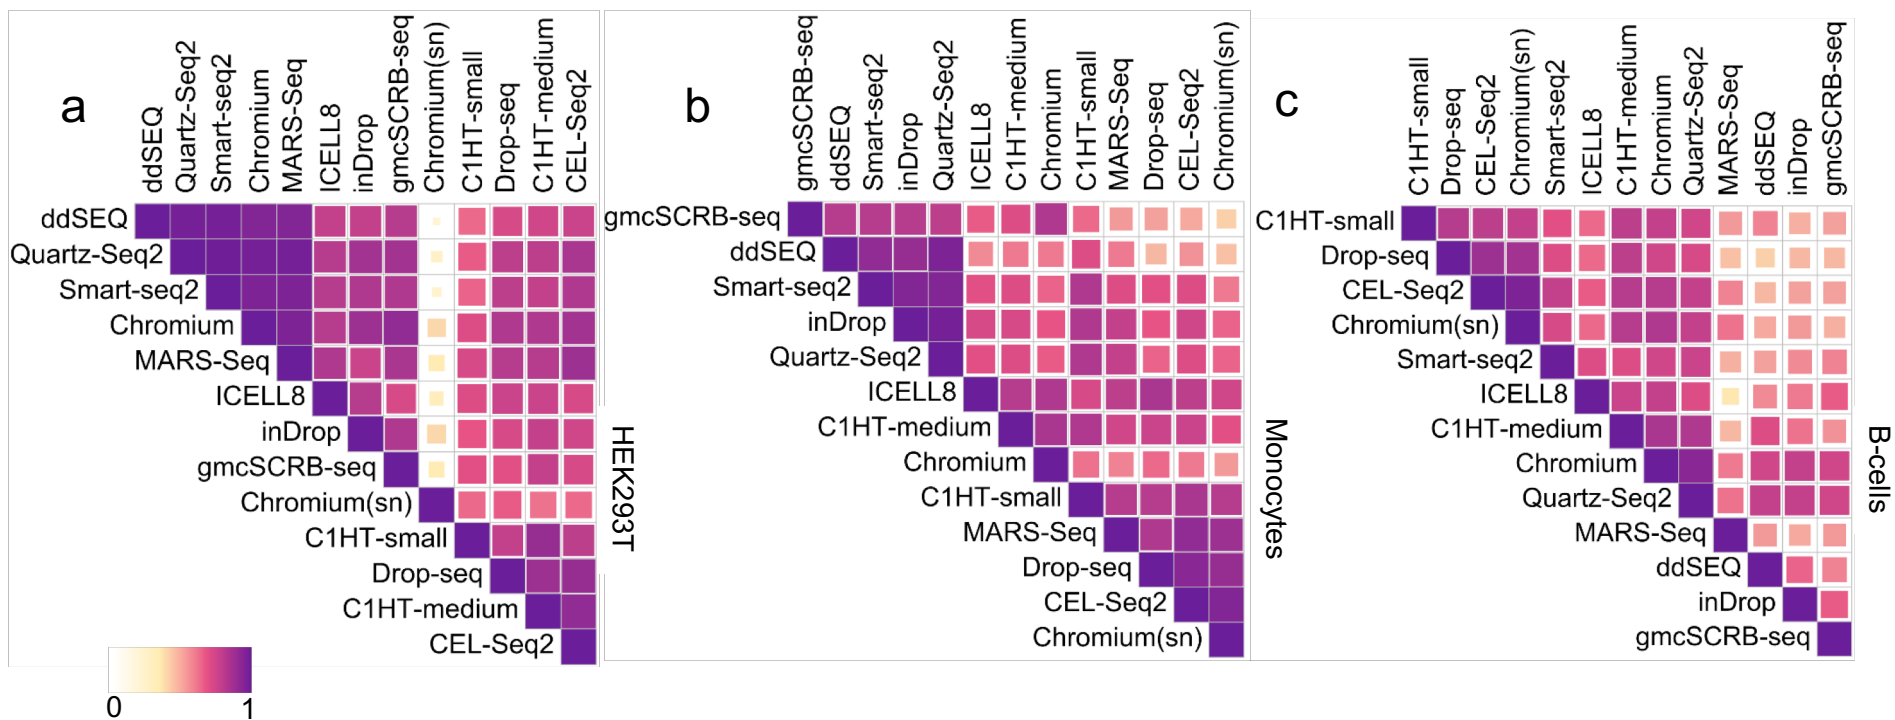 a
ddSEQ
Quartz-Seq2
Smart-seq2
Chromium
MARS-Seq
ICELL8
inDrop
gmcSCRB-seq
Chromium(sn)
C1HT-small
Drop-seq
C1HT-medium
CEL-Seq2
ddSEQ
Quartz-Seq2
Smart-seq2
Chromium
MARS-Seq
ICELL8
inDrop
gmcSCRB-seq
Chromium(sn)
C1HT-small
Drop-seq
C1HT-medium
CEL-Seq2
HEK293T
0
1
b
gmcSCRB-seq
ddSEQ
Smart-seq2
inDrop
Quartz-Seq2
ICELL8
C1HT-medium
Chromium
C1HT-small
MARS-Seq
Drop-seq
CEL-Seq2
Chromium(sn)
gmcSCRB-seq
ddSEQ
Smart-seq2
inDrop
Quartz-Seq2
ICELL8
C1HT-medium
Chromium
C1HT-small
MARS-Seq
Drop-seq
CEL-Seq2
Chromium(sn)
Monocytes
c
C1HT-small
Drop-seq
CEL-Seq2
Chromium(sn)
Smart-seq2
ICELL8
C1HT-medium
Chromium
Quartz-Seq2
MARS-Seq
ddSEQ
inDrop
gmcSCRB-seq
C1HT-small
Drop-seq
CEL-Seq2
Chromium(sn)
Smart-seq2
ICELL8
C1HT-medium
Chromium
Quartz-Seq2
MARS-Seq
ddSEQ
inDrop
gmcSCRB-seq
B-cells